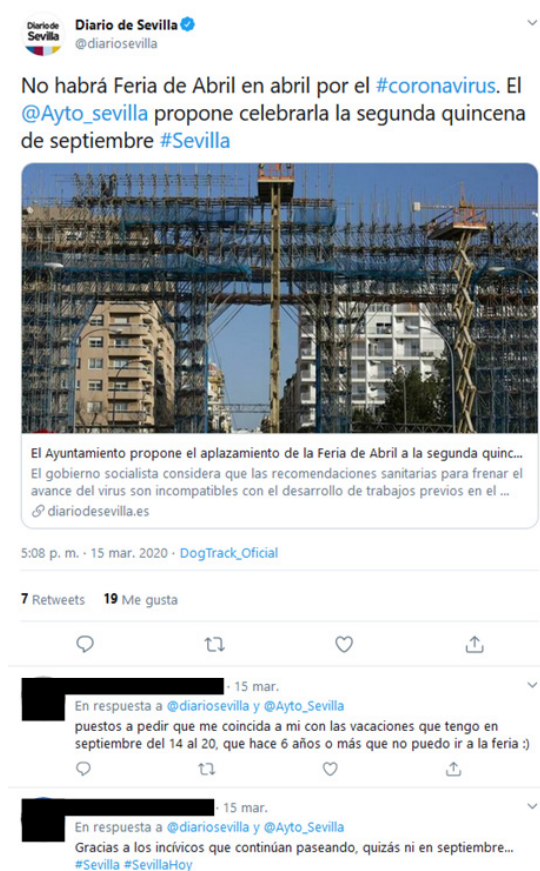 Diario de Sevilla
Diario de Sevilla
@diariosevilla
No habrá Feria de Abril en abril por el #coronavirus. El
@Ayto_sevilla propone celebrarla la segunda quincena
de septiembre #Sevilla
El Ayuntamiento propone el aplazamiento de la Feria de Abril a la segunda quinc...
El gobierno socialista considera que las recomendaciones sanitarias para frenar el
avance del virus son incompatibles con el desarrollo de trabajos previos en el ...
diariodesevilla.es
5:08 p. m. · 15 mar. 2020 · DogTrack_Oficial
7 Retweets 19 Me gusta
· 15 mar.
En respuesta a @diariosevilla y @Ayto_Sevilla
puestos a pedir que me coincida a mi con las vacaciones que tengo en
septiembre del 14 al 20, que hace 6 años o más que no puedo ir a la feria :)
· 15 mar.
En respuesta a @diariosevilla y @Ayto_Sevilla
Gracias a los incívicos que continúan paseando, quizás ni en septiembre...
#Sevilla #SevillaHoy